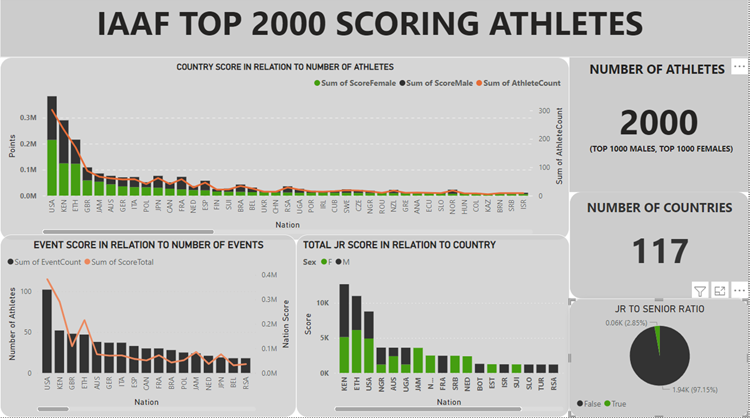 IAAF TOP 2000 SCORING ATHLETES
COUNTRY SCORE IN RELATION TO NUMBER OF ATHLETES
Sum of ScoreFemale Sum of ScoreMale Sum of AthleteCount
Points
0.3M
0.2M
0.1M
0.0M
300
200
100
0
Sum of AthleteCount
USA KEN ETH GBR JAM AUS GER ITA POL JPN CAN FRA NED ESP FIN SUI BRA BEL UKR CHN RSA UGA POR IRL CUB SWE CZE NGR ROU NZL GRE ANA ECU SLO NOR HUN COL KAZ BRN SRB ISR
Nation
NUMBER OF ATHLETES
2000
(TOP 1000 MALES, TOP 1000 FEMALES)
NUMBER OF COUNTRIES
117
EVENT SCORE IN RELATION TO NUMBER OF EVENTS
Sum of EventCount Sum of ScoreTotal
Number of Athletes
100
50
0
0.4M
0.3M
0.2M
0.1M
0.0M
Nation Score
USA KEN GBR ETH AUS GER ITA ESP CAN FRA POL BRA JPN JAM NED JPN BEL RSA
Nation
TOTAL JR SCORE IN RELATION TO COUNTRY
Sex F M
Score
10K
5K
0K
KEN ETH USA NGR AUS UGA JAM N... FRA SRB NED BOT EST ISR SUI SLO TUR RSA
Nation
JR TO SENIOR RATIO
0.06K (2.85%)
1.94K (97.15%)
False True